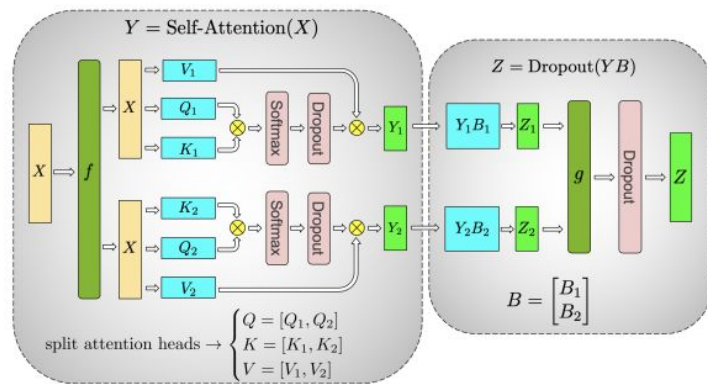 Y = Self-Attention(X)
Z = Dropout(YB)
X
f
X
V₁
Q₁
K₁
⊗
Softmax
Dropout
⊗
Y₁
Y₁B₁
Z₁
X
K₂
Q₂
V₂
⊗
Softmax
Dropout
⊗
Y₂
Y₂B₂
Z₂
g
Dropout
Z
split attention heads → {
Q = [Q₁, Q₂]
K = [K₁, K₂]
V = [V₁, V₂]
B = [B₁
B₂]